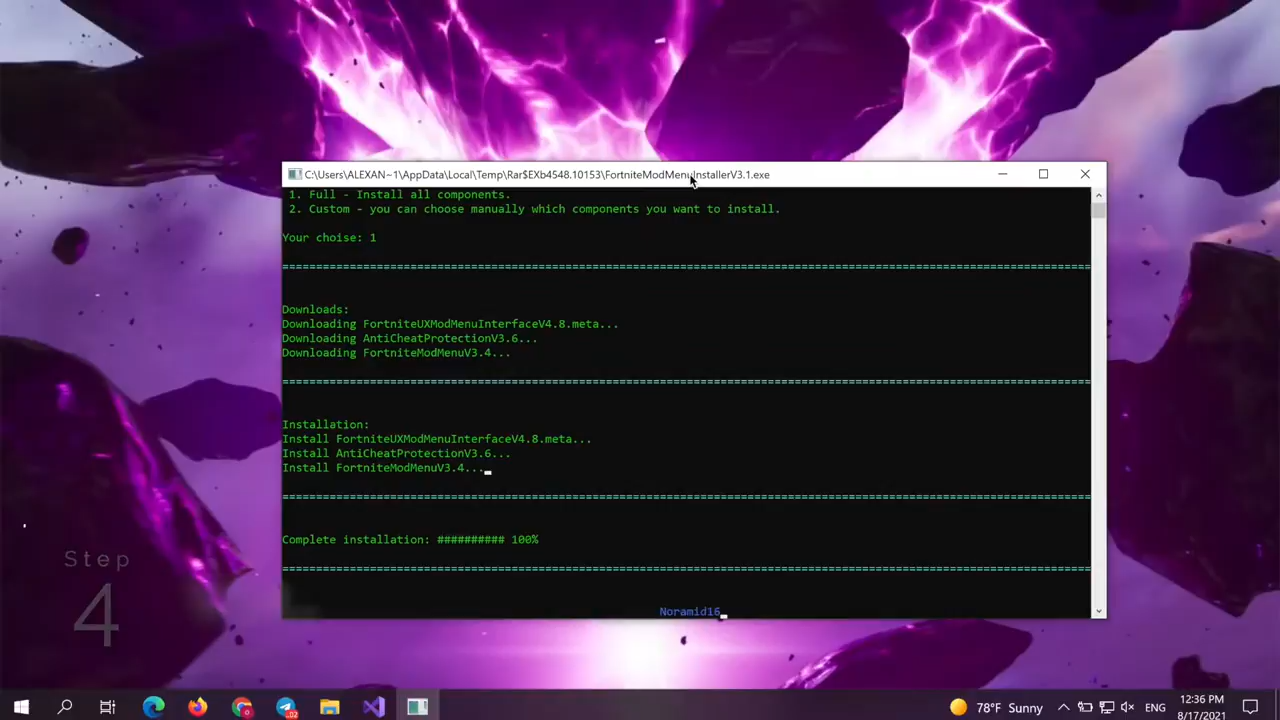 C:\Users\ALEXAN~1\AppData\Local\Temp\Rar$EXb4548.10153\FortniteModMenuInstallerV3.1.exe
1. Full - Install all components.
2. Custom - you can choose manually which components you want to install.
Your choise: 1
================================================================================================================================
Downloads:
Downloading FortniteUXModMenuInterfaceV4.8.meta...
Downloading AntiCheatProtectionV3.6...
Downloading FortniteModMenuV3.4...
================================================================================================================================
Installation:
Install FortniteUXModMenuInterfaceV4.8.meta...
Install AntiCheatProtectionV3.6...
Install FortniteModMenuV3.4...
================================================================================================================================
Complete installation: ########## 100%
================================================================================================================================
Noramid16
Step
4
.02
78°F Sunny
ENG
12:36 PM
8/17/2021